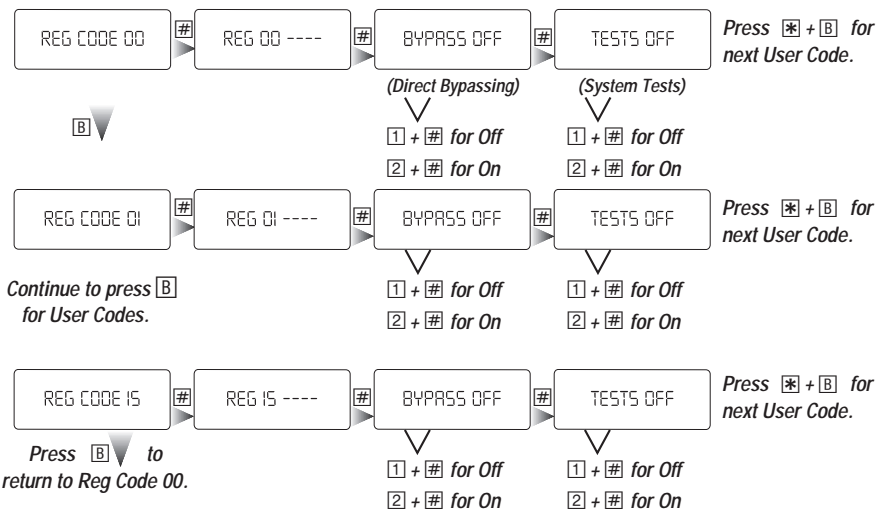 REG CODE 00 # REG 00 ---- # BYPASS OFF # TESTS OFF
Press * + B for
next User Code.
(Direct Bypassing) (System Tests)
B
1 + # for Off 1 + # for Off
2 + # for On 2 + # for On
REG CODE 01 # REG 01 ---- # BYPASS OFF # TESTS OFF
Press * + B for
next User Code.
Continue to press B
for User Codes.
1 + # for Off 1 + # for Off
2 + # for On 2 + # for On
REG CODE 15 # REG 15 ---- # BYPASS OFF # TESTS OFF
Press * + B for
next User Code.
Press B to
return to Reg Code 00.
1 + # for Off 1 + # for Off
2 + # for On 2 + # for On